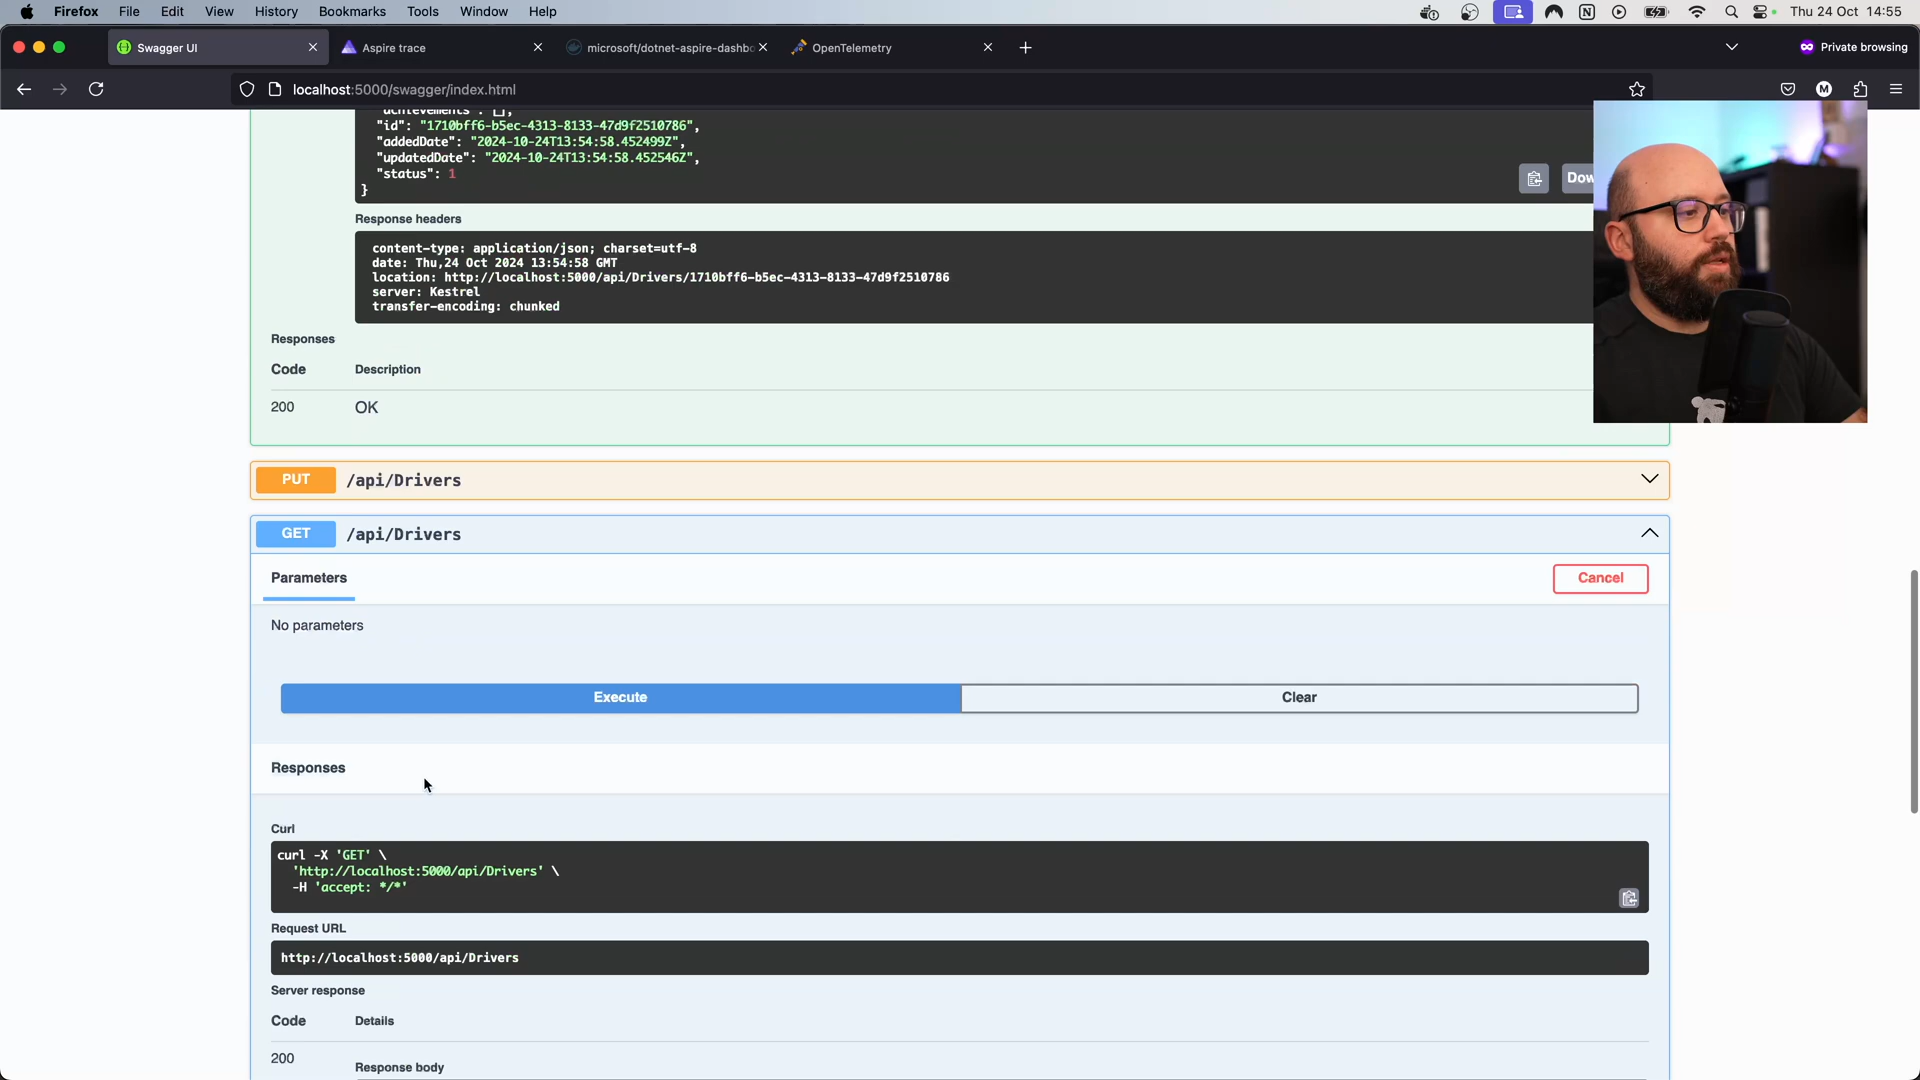 Firefox File Edit View History Bookmarks Tools Window Help Thu 24 Oct 14:55
Swagger UI Aspire trace microsoft/dotnet-aspire-dashbo OpenTelemetry Private browsing
localhost:5000/swagger/index.html
"achievements": [],
"id": "1710bff6-b5ec-4313-8133-47d9f2510786",
"addedDate": "2024-10-24T13:54:58.452499Z",
"updatedDate": "2024-10-24T13:54:58.452546Z",
"status": 1
}
Dow
Response headers
content-type: application/json; charset=utf-8
date: Thu,24 Oct 2024 13:54:58 GMT
location: http://localhost:5000/api/Drivers/1710bff6-b5ec-4313-8133-47d9f2510786
server: Kestrel
transfer-encoding: chunked
Responses
Code Description
200 OK
PUT /api/Drivers
GET /api/Drivers
Parameters Cancel
No parameters
Execute Clear
Responses
Curl
curl -X 'GET' \
'http://localhost:5000/api/Drivers' \
-H 'accept: */*'
Request URL
http://localhost:5000/api/Drivers
Server response
Code Details
200
Response body